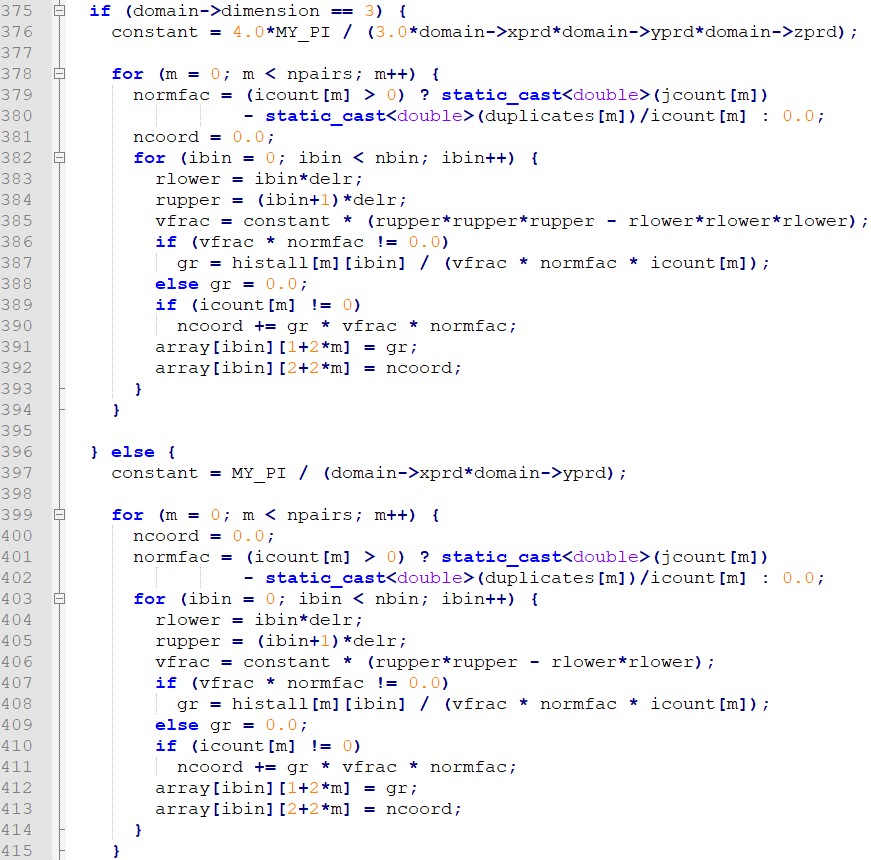 375 if (domain->dimension == 3) {
376 constant = 4.0*MY_PI / (3.0*domain->xprd*domain->yprd*domain->zprd);
377
378 for (m = 0; m < npairs; m++) {
379 normfac = (icount[m] > 0) ? static_cast<double>(jcount[m])
380 - static_cast<double>(duplicates[m])/icount[m] : 0.0;
381 ncoord = 0.0;
382 for (ibin = 0; ibin < nbin; ibin++) {
383 rlower = ibin*delr;
384 rupper = (ibin+1)*delr;
385 vfrac = constant * (rupper*rupper*rupper - rlower*rlower*rlower);
386 if (vfrac * normfac != 0.0)
387 gr = histall[m][ibin] / (vfrac * normfac * icount[m]);
388 else gr = 0.0;
389 if (icount[m] != 0)
390 ncoord += gr * vfrac * normfac;
391 array[ibin][1+2*m] = gr;
392 array[ibin][2+2*m] = ncoord;
393 }
394 }
395
396 } else {
397 constant = MY_PI / (domain->xprd*domain->yprd);
398
399 for (m = 0; m < npairs; m++) {
400 ncoord = 0.0;
401 normfac = (icount[m] > 0) ? static_cast<double>(jcount[m])
402 - static_cast<double>(duplicates[m])/icount[m] : 0.0;
403 for (ibin = 0; ibin < nbin; ibin++) {
404 rlower = ibin*delr;
405 rupper = (ibin+1)*delr;
406 vfrac = constant * (rupper*rupper - rlower*rlower);
407 if (vfrac * normfac != 0.0)
408 gr = histall[m][ibin] / (vfrac * normfac * icount[m]);
409 else gr = 0.0;
410 if (icount[m] != 0)
411 ncoord += gr * vfrac * normfac;
412 array[ibin][1+2*m] = gr;
413 array[ibin][2+2*m] = ncoord;
414 }
415 }